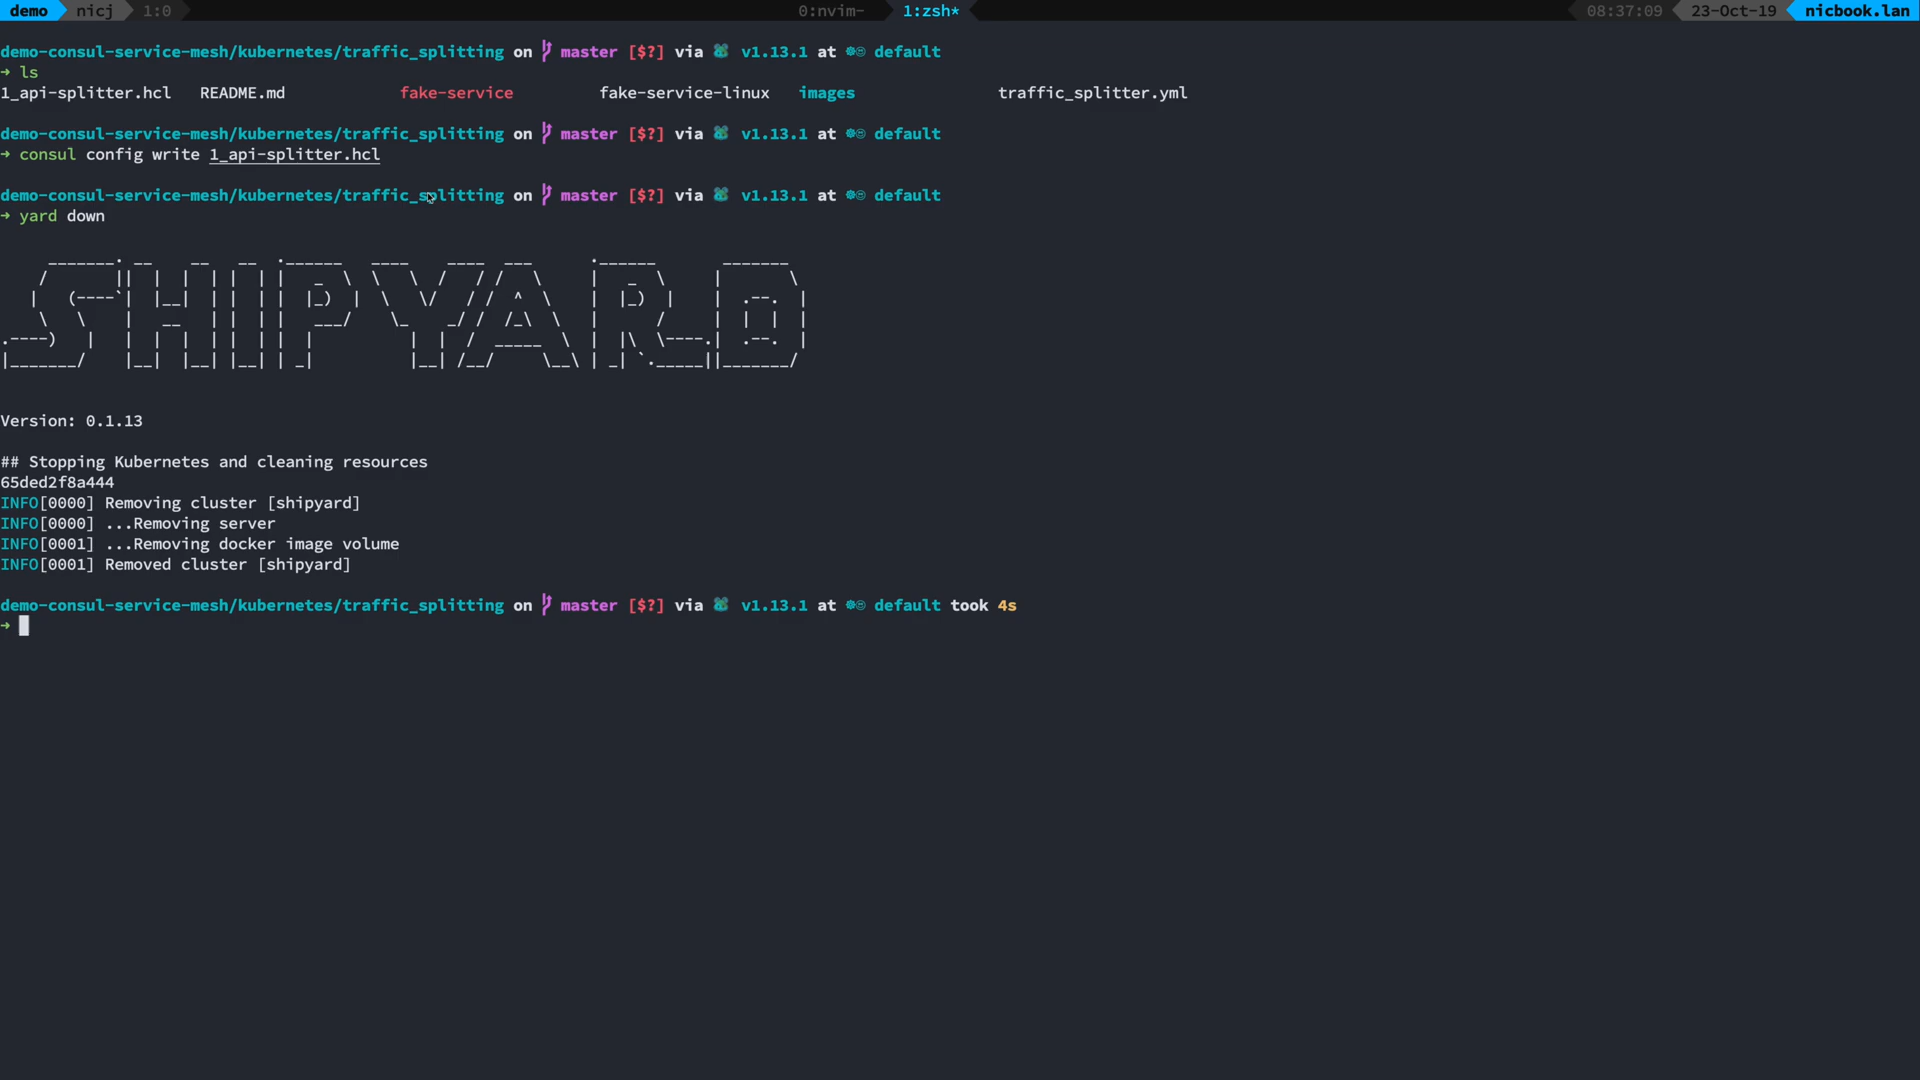 demo nicj 1:0 0:nvim- 1:zsh* 08:37:09 23-Oct-19 nicbook.lan
demo-consul-service-mesh/kubernetes/traffic_splitting on master [$?] via v1.13.1 at default
➜ ls
1_api-splitter.hcl README.md fake-service fake-service-linux images traffic_splitter.yml
demo-consul-service-mesh/kubernetes/traffic_splitting on master [$?] via v1.13.1 at default
➜ consul config write 1_api-splitter.hcl
demo-consul-service-mesh/kubernetes/traffic_splitting on master [$?] via v1.13.1 at default
➜ yard down
SHIPYARD
Version: 0.1.13
## Stopping Kubernetes and cleaning resources
65ded2f8a444
INFO[0000] Removing cluster [shipyard]
INFO[0000] ...Removing server
INFO[0001] ...Removing docker image volume
INFO[0001] Removed cluster [shipyard]
demo-consul-service-mesh/kubernetes/traffic_splitting on master [$?] via v1.13.1 at default took 4s
➜